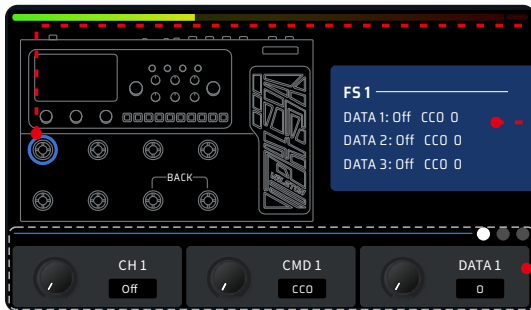 FS 1
DATA 1: Off CC0 0
DATA 2: Off CC0 0
DATA 3: Off CC0 0
BACK
CH 1
Off
CMD 1
CC0
DATA 1
0